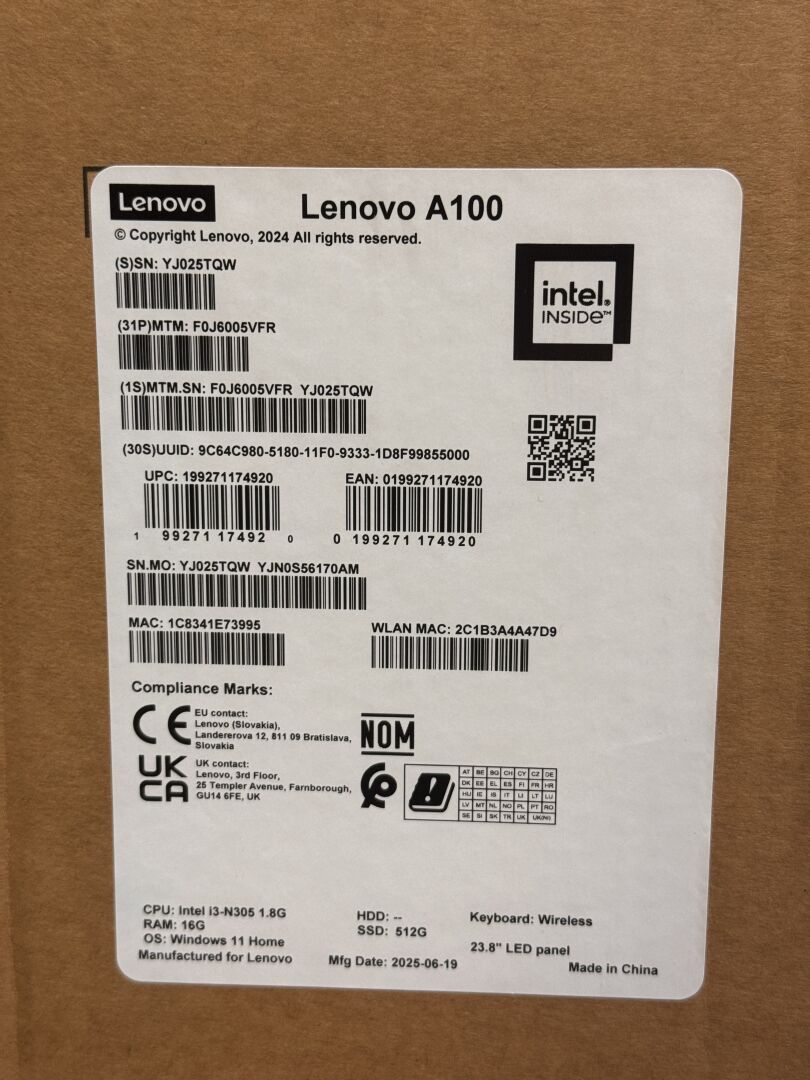 Lenovo
Lenovo A100
© Copyright Lenovo, 2024 All rights reserved.
(S)SN: YJ025TQW
intel.
INSIDE™
(31P)MTM: F0J6005VFR
(1S)MTM.SN: F0J6005VFR YJ025TQW
(30S)UUID: 9C64C980-5180-11F0-9333-1D8F99855000
UPC: 199271174920
EAN: 0199271174920
1 99271 17492 0
0 199271 174920
SN.MO: YJ025TQW YJN0S56170AM
MAC: 1C8341E73995
WLAN MAC: 2C1B3A4A47D9
Compliance Marks:
CE
EU contact:
Lenovo (Slovakia),
Landererova 12, 811 09 Bratislava,
Slovakia
NOM
UK
CA
UK contact:
Lenovo, 3rd Floor,
25 Templer Avenue, Farnborough,
GU14 6FE, UK
AT BE BG CH CY CZ DE
DK EE EL ES FI FR HR
HU IE IS IT LI LT LU
LV MT NL NO PL PT RO
SE SI SK TR UK UK(NI)
CPU: Intel i3-N305 1.8G
RAM: 16G
OS: Windows 11 Home
Manufactured for Lenovo
HDD: --
SSD: 512G
Mfg Date: 2025-06-19
Keyboard: Wireless
23.8" LED panel
Made in China